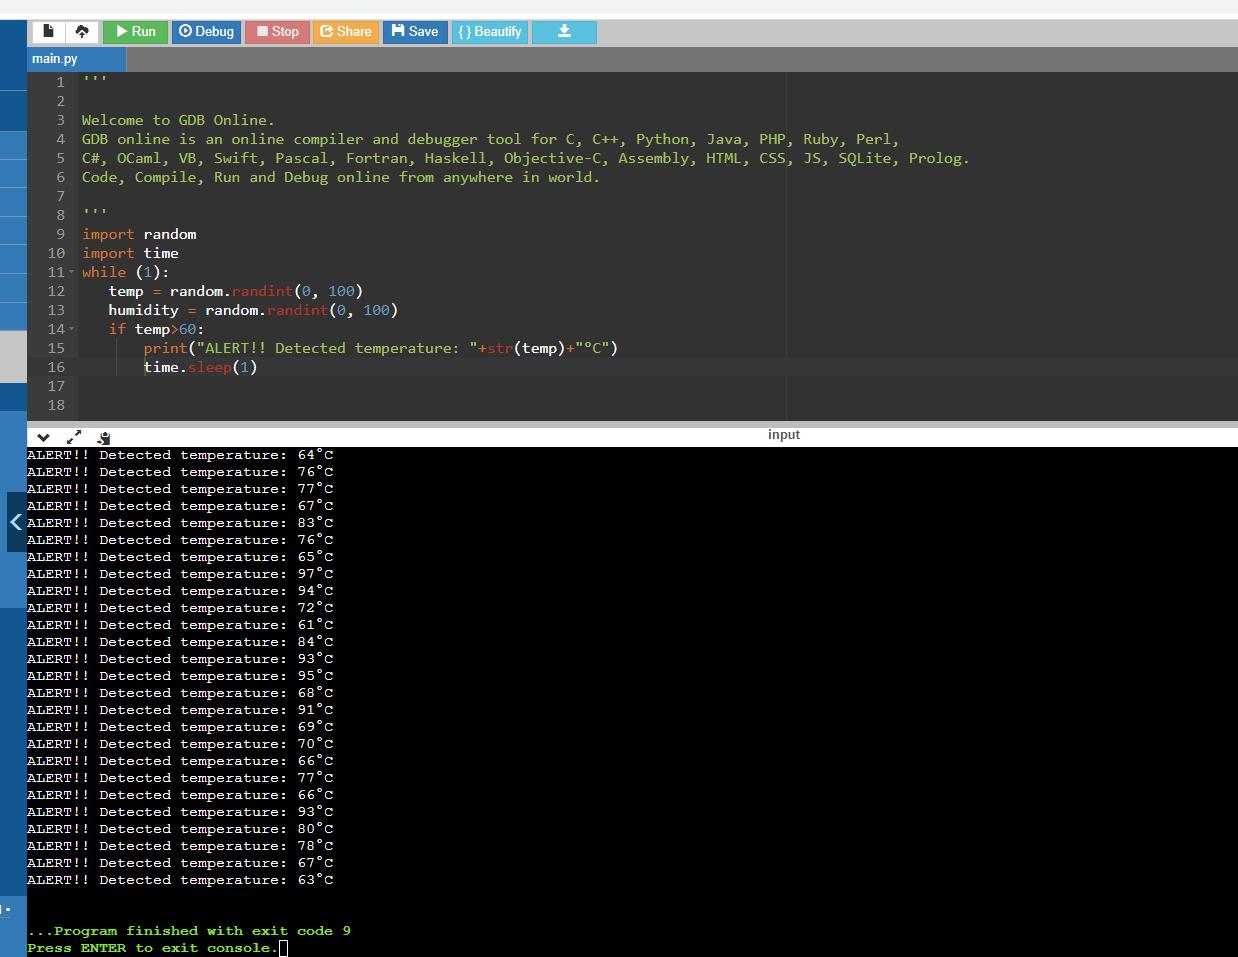 Run Debug Stop Share Save { } Beautify
main.py
1 '''
2
3 Welcome to GDB Online.
4 GDB online is an online compiler and debugger tool for C, C++, Python, Java, PHP, Ruby, Perl,
5 C#, OCaml, VB, Swift, Pascal, Fortran, Haskell, Objective-C, Assembly, HTML, CSS, JS, SQLite, Prolog.
6 Code, Compile, Run and Debug online from anywhere in world.
7
8 '''
9 import random
10 import time
11 while (1):
12    temp = random.randint(0, 100)
13    humidity = random.randint(0, 100)
14    if temp>60:
15        print("ALERT!! Detected temperature: "+str(temp)+"°C")
16        time.sleep(1)
17
18
input
ALERT!! Detected temperature: 64°C
ALERT!! Detected temperature: 76°C
ALERT!! Detected temperature: 77°C
ALERT!! Detected temperature: 67°C
ALERT!! Detected temperature: 83°C
ALERT!! Detected temperature: 76°C
ALERT!! Detected temperature: 65°C
ALERT!! Detected temperature: 97°C
ALERT!! Detected temperature: 94°C
ALERT!! Detected temperature: 72°C
ALERT!! Detected temperature: 61°C
ALERT!! Detected temperature: 84°C
ALERT!! Detected temperature: 93°C
ALERT!! Detected temperature: 95°C
ALERT!! Detected temperature: 68°C
ALERT!! Detected temperature: 91°C
ALERT!! Detected temperature: 69°C
ALERT!! Detected temperature: 70°C
ALERT!! Detected temperature: 66°C
ALERT!! Detected temperature: 77°C
ALERT!! Detected temperature: 66°C
ALERT!! Detected temperature: 93°C
ALERT!! Detected temperature: 80°C
ALERT!! Detected temperature: 78°C
ALERT!! Detected temperature: 67°C
ALERT!! Detected temperature: 63°C
...Program finished with exit code 9
Press ENTER to exit console.